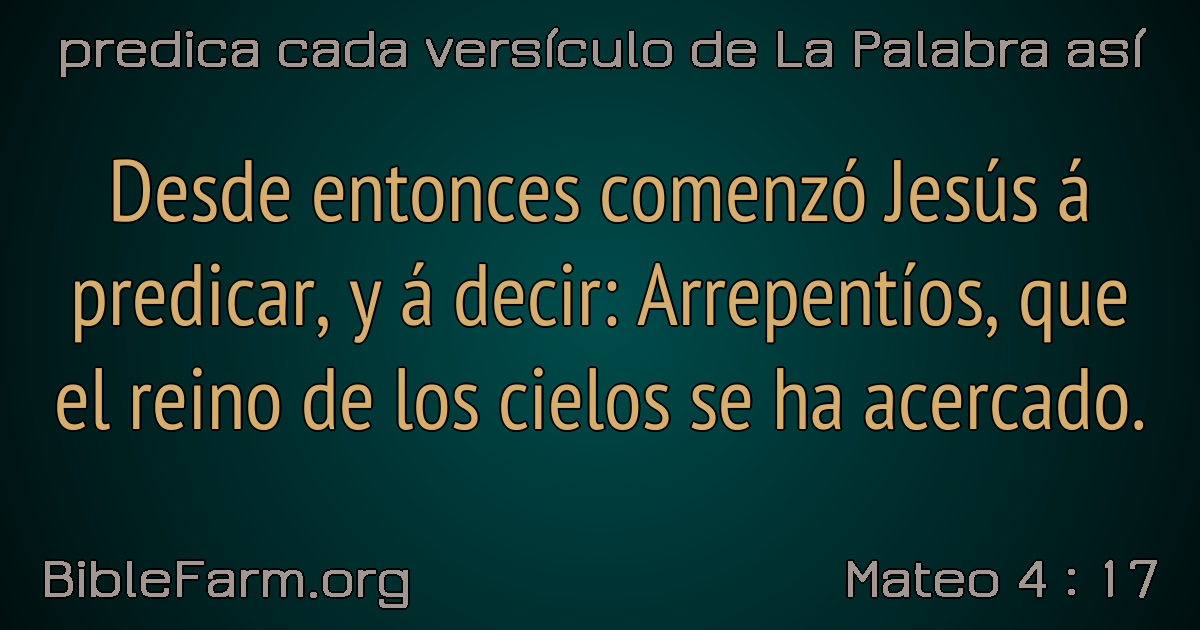 predica cada versículo de La Palabra así
Desde entonces comenzó Jesús á
predicar, y á decir: Arrepentíos, que
el reino de los cielos se ha acercado.
BibleFarm.org
Mateo 4 : 17